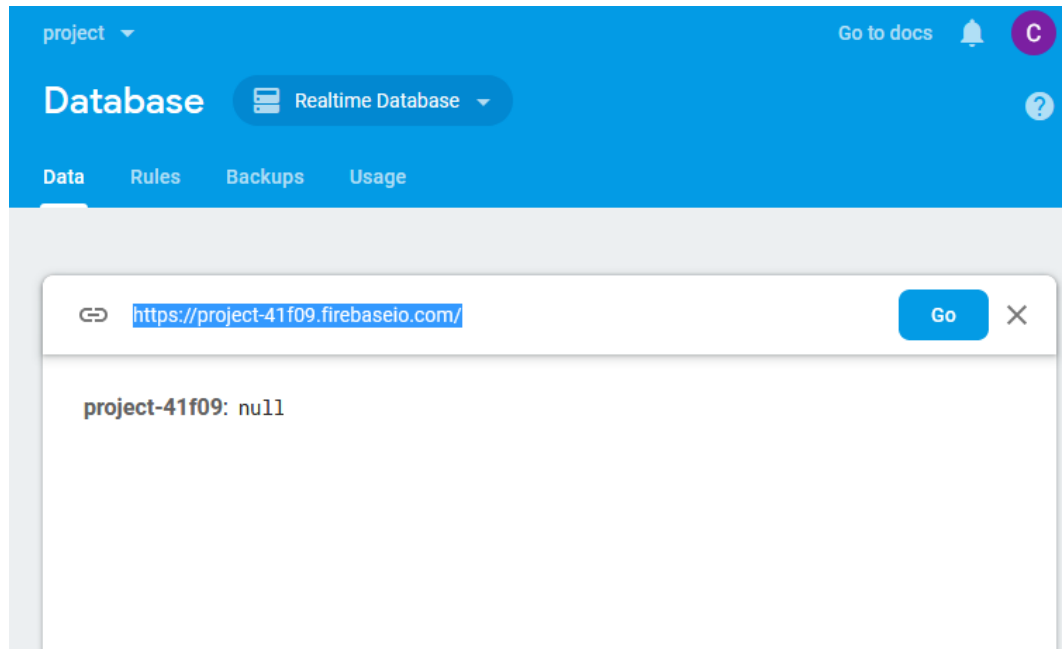 project
Go to docs
C
Database
Realtime Database
?
Data Rules Backups Usage
https://project-41f09.firebaseio.com/
Go
project-41f09: null